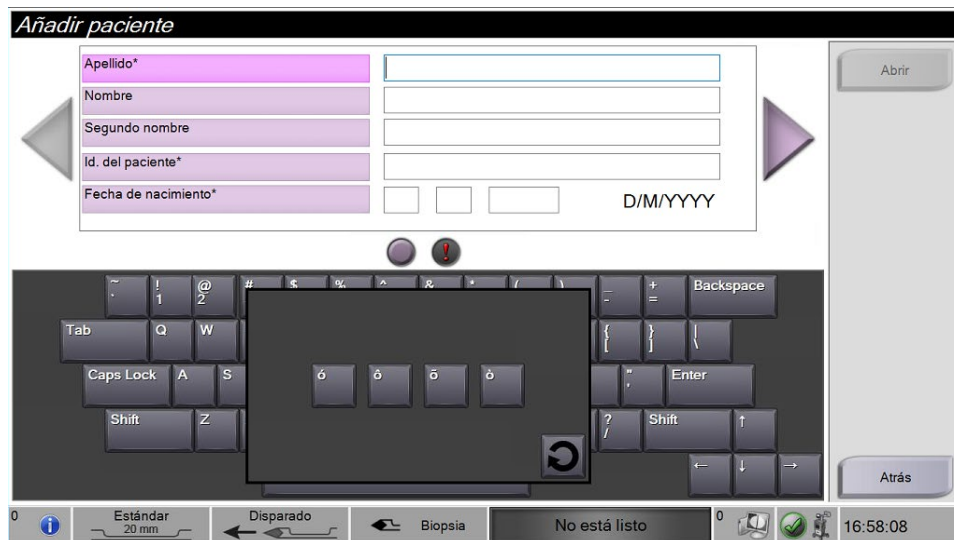 Añadir paciente
Apellido*
Abrir
Nombre
Segundo nombre
Id. del paciente*
Fecha de nacimiento*
D/M/YYYY
~ ! @ # $ % ^ & * ( ) _ + Backspace
` 1 2 - =
Tab Q W { } |
[ ] \
Caps Lock A S ó ô õ ò " Enter
'
Shift Z ? Shift ↑
/
← ↓ →
Atrás
0 Estándar Disparado Biopsia No está listo 0 16:58:08
20 mm